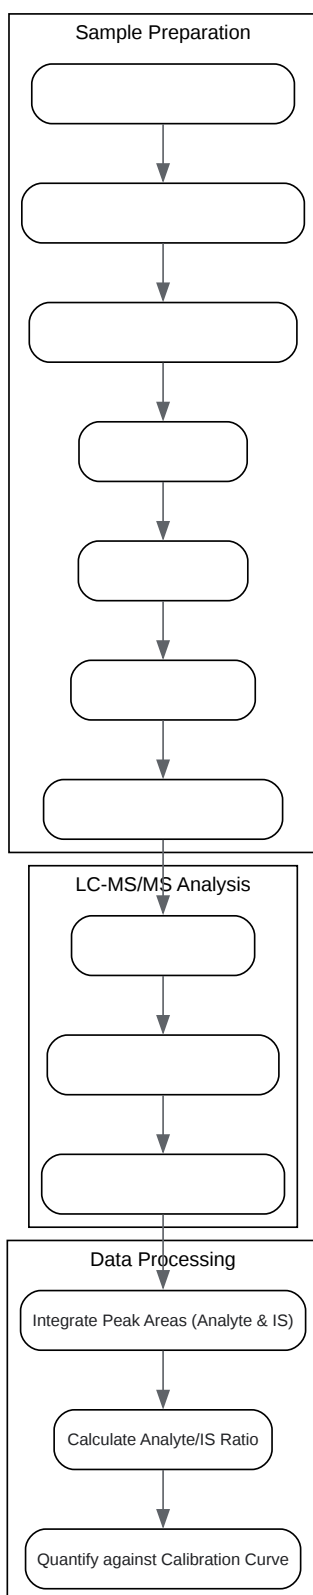 Sample Preparation
LC-MS/MS Analysis
Data Processing
Integrate Peak Areas (Analyte & IS)
Calculate Analyte/IS Ratio
Quantify against Calibration Curve